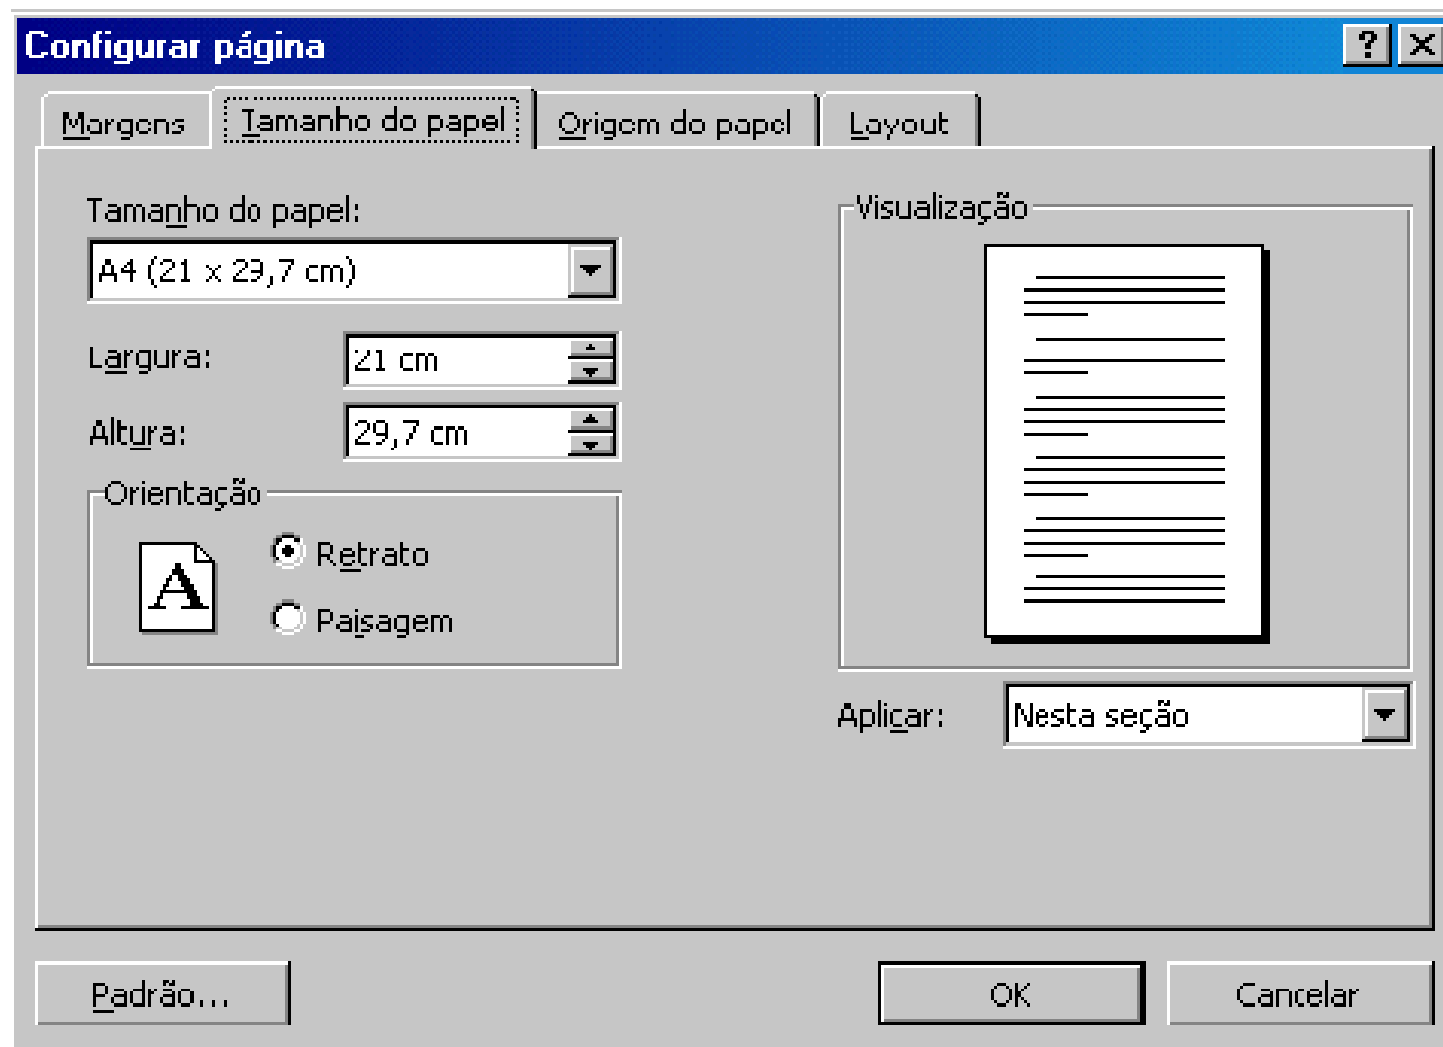 Configurar página
Margens
Tamanho do papel
Origem do papel
Layout
Tamanho do papel:
A4 (21 x 29,7 cm)
Largura:
21 cm
Altura:
29,7 cm
Orientação
A
Retrato
Paisagem
Visualização
Aplicar:
Nesta seção
Padrão...
OK
Cancelar